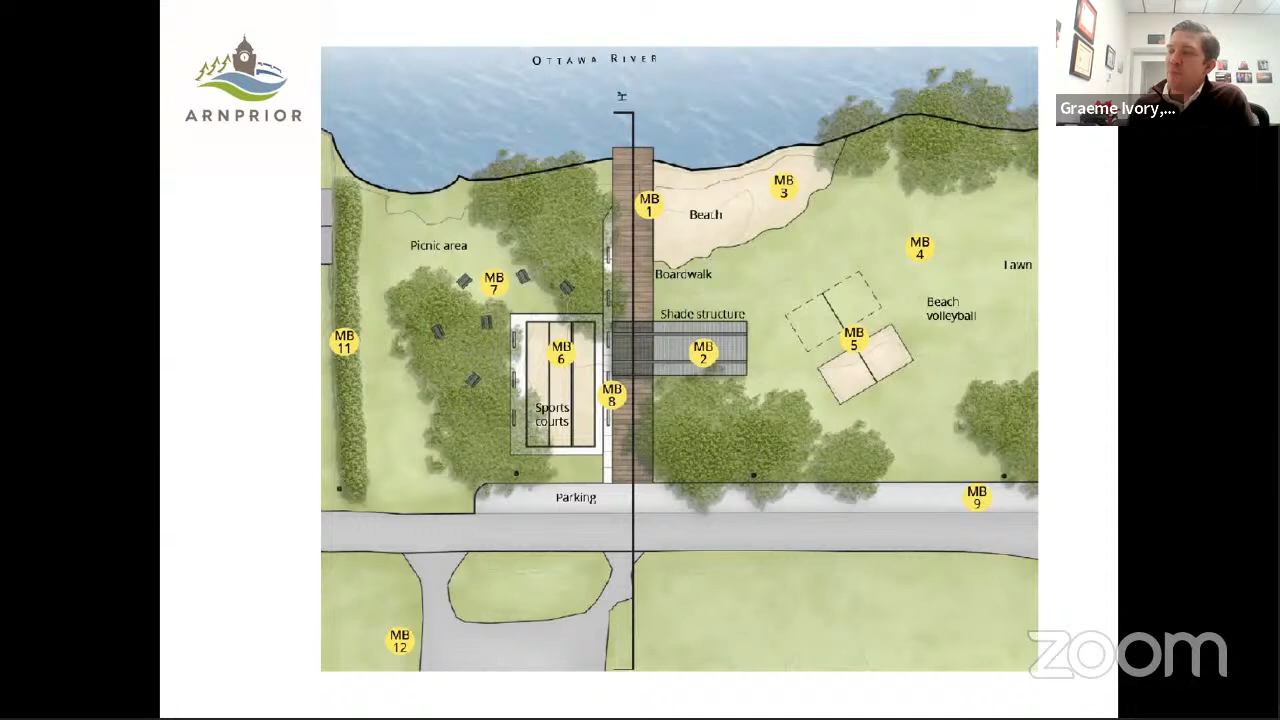 ARNPRIOR
OTTAWA RIVER
Graeme Ivory,...
MB
1
MB
3
Beach
Picnic area
MB
4
Lawn
Boardwalk
MB
7
Beach
volleyball
Shade structure
MB
11
MB
6
MB
2
MB
5
MB
8
Sports
courts
Parking
MB
9
MB
12
zoom